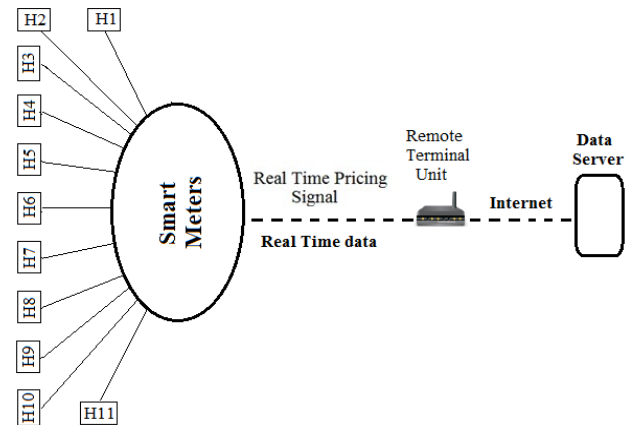 H2
H1
H3
H4
H5
H6
H7
H8
H9
H10
H11
Smart
Meters
Real Time Pricing
Signal
Real Time data
Remote
Terminal
Unit
Internet
Data
Server